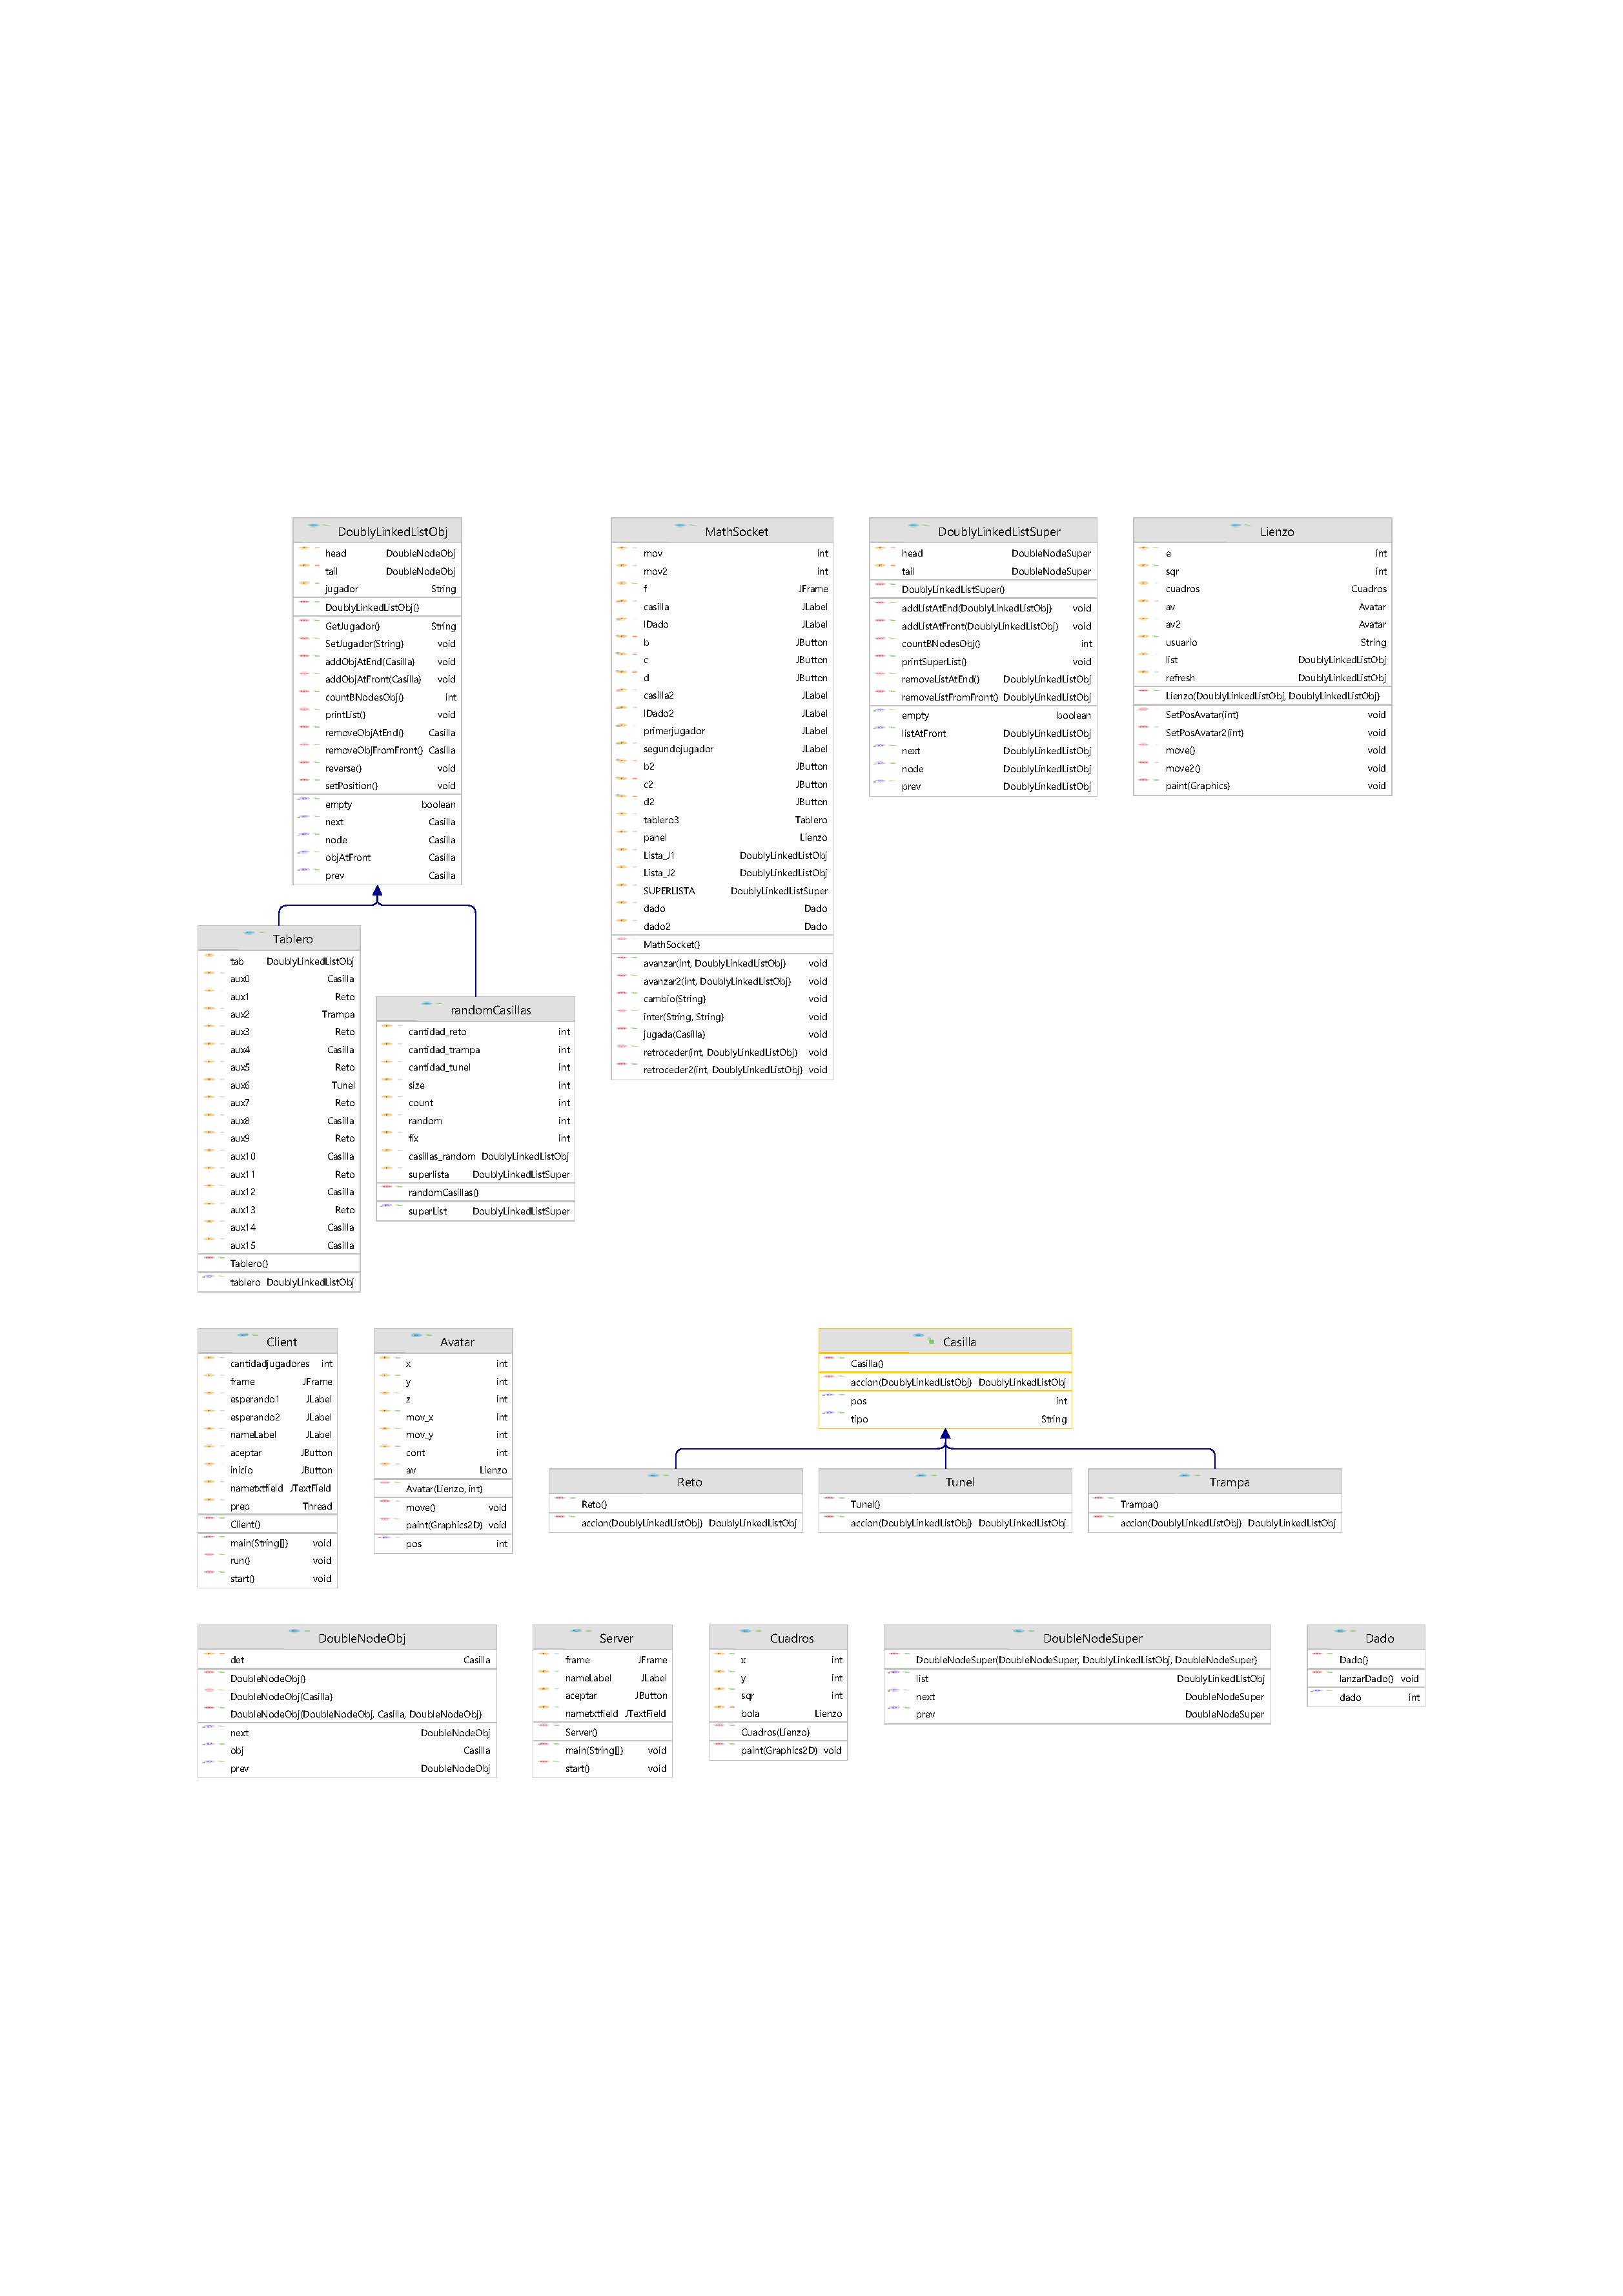 DoublyLinkedListObj
head DoubleNodeObj
tail DoubleNodeObj
jugador String
DoublyLinkedListObj()
GetJugador() String
SetJugador(String) void
addObjAtEnd(Casilla) void
addObjAtFront(Casilla) void
countBNodesObj() int
printList() void
removeObjAtEnd() Casilla
removeObjFromFront() Casilla
reverse() void
setPosition() void
empty boolean
next Casilla
node Casilla
objAtFront Casilla
prev Casilla
MathSocket
mov int
mov2 int
f JFrame
casilla JLabel
lDado JLabel
b JButton
c JButton
d JButton
casilla2 JLabel
lDado2 JLabel
primerjugador JLabel
segundojugador JLabel
b2 JButton
c2 JButton
d2 JButton
tablero3 Tablero
panel Lienzo
Lista_J1 DoublyLinkedListObj
Lista_J2 DoublyLinkedListObj
SUPERLISTA DoublyLinkedListSuper
dado Dado
dado2 Dado
MathSocket()
avanzar(int, DoublyLinkedListObj) void
avanzar2(int, DoublyLinkedListObj) void
cambio(String) void
inter(String, String) void
jugada(Casilla) void
retroceder(int, DoublyLinkedListObj) void
retroceder2(int, DoublyLinkedListObj) void
DoublyLinkedListSuper
head DoubleNodeSuper
tail DoubleNodeSuper
DoublyLinkedListSuper()
addListAtEnd(DoublyLinkedListObj) void
addListAtFront(DoublyLinkedListObj) void
countBNodesObj() int
printSuperList() void
removeListAtEnd() DoublyLinkedListObj
removeListFromFront() DoublyLinkedListObj
empty boolean
listAtFront DoublyLinkedListObj
next DoublyLinkedListObj
node DoublyLinkedListObj
prev DoublyLinkedListObj
Lienzo
e int
sqr int
cuadros Cuadros
av Avatar
av2 Avatar
usuario String
list DoublyLinkedListObj
refresh DoublyLinkedListObj
Lienzo(DoublyLinkedListObj, DoublyLinkedListObj)
SetPosAvatar(int) void
SetPosAvatar2(int) void
move() void
move2() void
paint(Graphics) void
Tablero
tab DoublyLinkedListObj
aux0 Casilla
aux1 Reto
aux2 Trampa
aux3 Reto
aux4 Casilla
aux5 Reto
aux6 Tunel
aux7 Reto
aux8 Casilla
aux9 Reto
aux10 Casilla
aux11 Reto
aux12 Casilla
aux13 Reto
aux14 Casilla
aux15 Casilla
Tablero()
tablero DoublyLinkedListObj
randomCasillas
cantidad_reto int
cantidad_trampa int
cantidad_tunel int
size int
count int
random int
fix int
casillas_random DoublyLinkedListObj
superlista DoublyLinkedListSuper
randomCasillas()
superList DoublyLinkedListSuper
Client
cantidadjugadores int
frame JFrame
esperando1 JLabel
esperando2 JLabel
nameLabel JLabel
aceptar JButton
inicio JButton
nametxtfield JTextField
prep Thread
Client()
main(String[]) void
run() void
start() void
Avatar
x int
y int
z int
mov_x int
mov_y int
cont int
av Lienzo
Avatar(Lienzo, int)
move() void
paint(Graphics2D) void
pos int
Casilla
Casilla()
accion(DoublyLinkedListObj) DoublyLinkedListObj
pos int
tipo String
Reto
Reto()
accion(DoublyLinkedListObj) DoublyLinkedListObj
Tunel
Tunel()
accion(DoublyLinkedListObj) DoublyLinkedListObj
Trampa
Trampa()
accion(DoublyLinkedListObj) DoublyLinkedListObj
DoubleNodeObj
det Casilla
DoubleNodeObj()
DoubleNodeObj(Casilla)
DoubleNodeObj(DoubleNodeObj, Casilla, DoubleNodeObj)
next DoubleNodeObj
obj Casilla
prev DoubleNodeObj
Server
frame JFrame
nameLabel JLabel
aceptar JButton
nametxtfield JTextField
Server()
main(String[]) void
start() void
Cuadros
x int
y int
sqr int
bola Lienzo
Cuadros(Lienzo)
paint(Graphics2D) void
DoubleNodeSuper
DoubleNodeSuper(DoubleNodeSuper, DoublyLinkedListObj, DoubleNodeSuper)
list DoublyLinkedListObj
next DoubleNodeSuper
prev DoubleNodeSuper
Dado
Dado()
lanzarDado() void
dado int